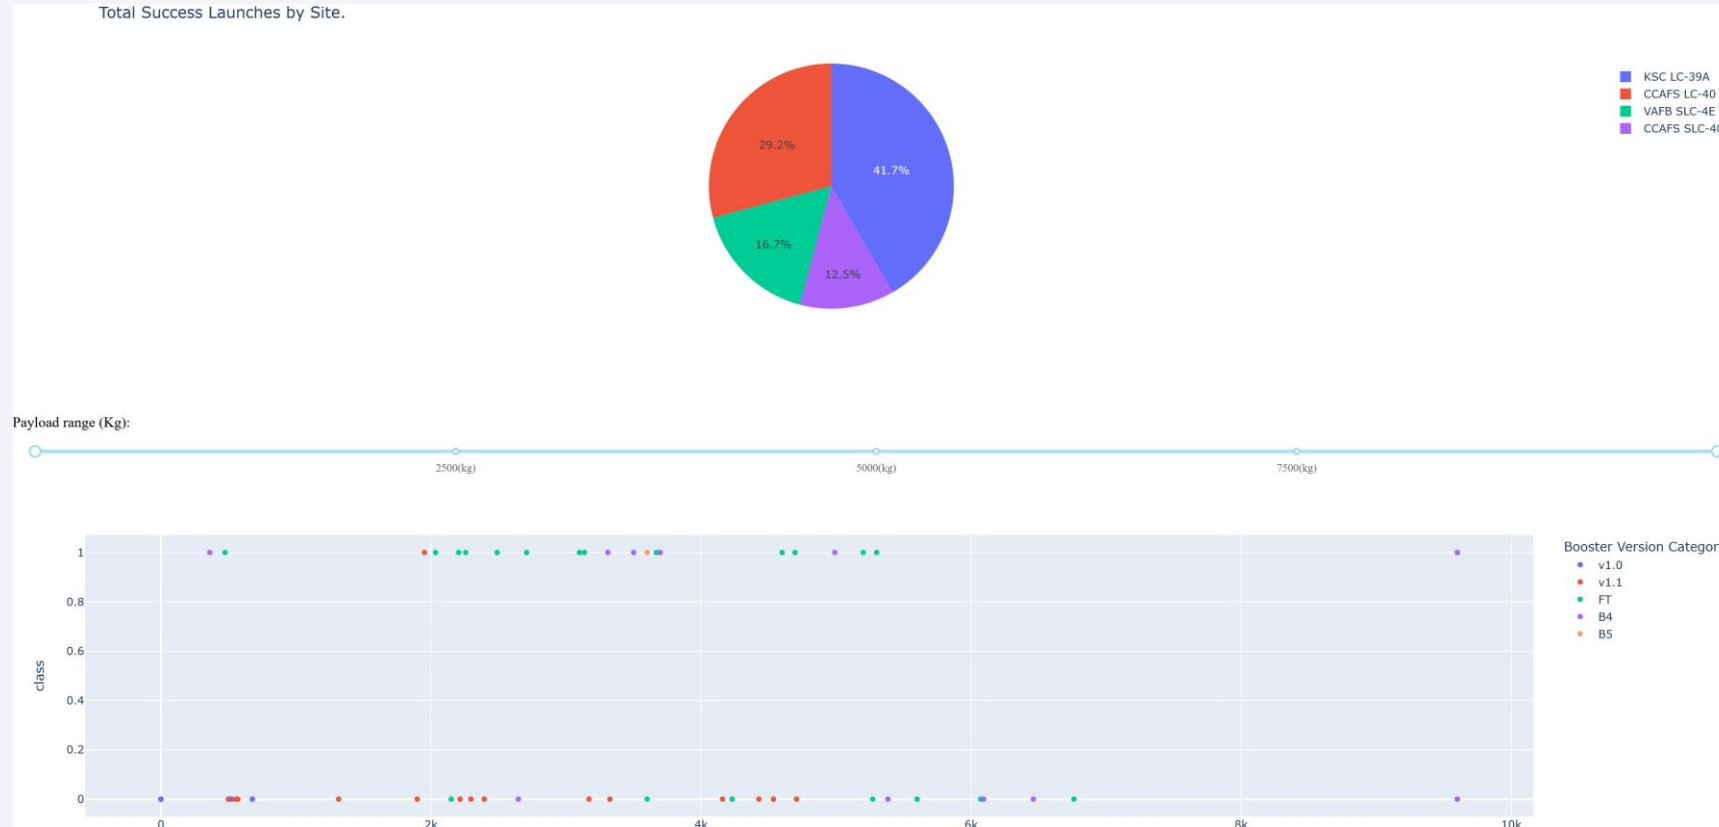 Total Success Launches by Site.
KSC LC-39A
CCAFS LC-40
VAFB SLC-4E
CCAFS SLC-40
29.2%
41.7%
16.7%
12.5%
Payload range (Kg):
2500(kg) 5000(kg) 7500(kg)
Booster Version Categor
v1.0
v1.1
FT
B4
B5
class
1
0.8
0.6
0.4
0.2
0
0 2k 4k 6k 8k 10k